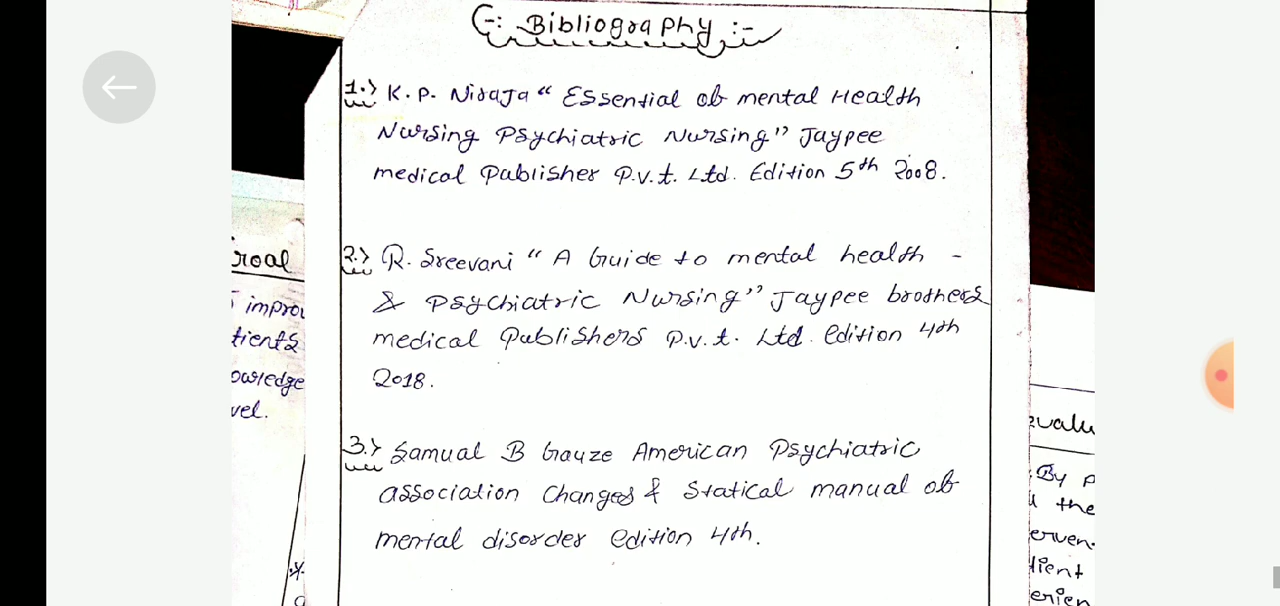 -: Bibliography :-
1.> K. P. Niraja " Essential of mental Health
Nursing Psychiatric Nursing" Jaypee
medical Publisher P.v.t. Ltd. Edition 5th 2008.
2.> R. Sreevani " A Guide to mental health -
& Psychiatric Nursing" Jaypee brothers
medical Publishers P.v.t. Ltd. Edition 4th
2018.
3.> Samual B Gauze American Psychiatric
association Changes & Statical manual of
mental disorder edition 4th.
roal
improv
tients
owledge
vel.
evalu
By p
the
erven-
lient
erien